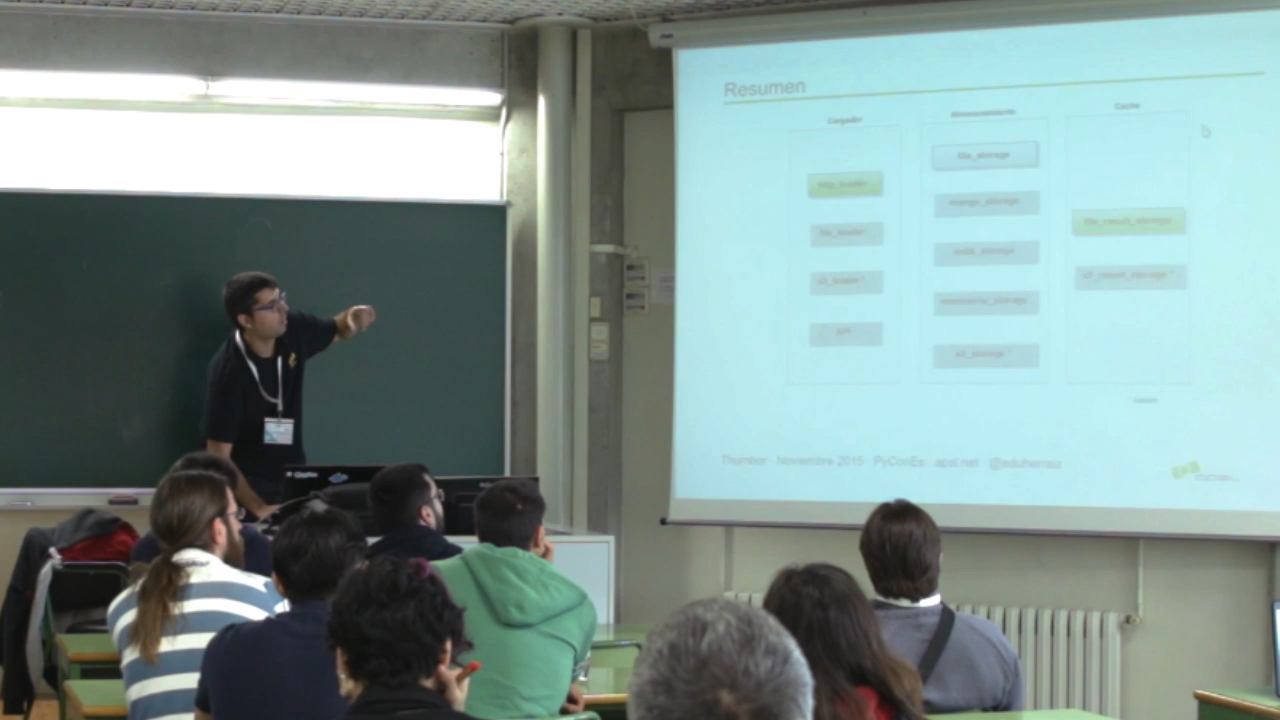 Resumen
Cargador
Almacenamiento
Cache
file_storage
http_loader
mongo_storage
file_result_storage
file_loader
redis_storage
s3_loader *
s3_result_storage *
memcache_storage
API
s3_storage *
Thumbor Noviembre 2015 PyConEs apsl.net @eduherraiz